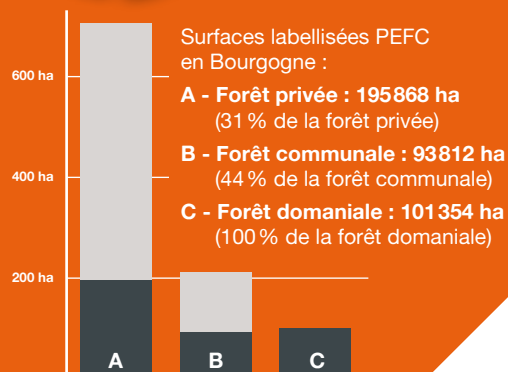 Surfaces labellisées PEFC
en Bourgogne :
A - Forêt privée : 195 868 ha
(31 % de la forêt privée)
B - Forêt communale : 93 812 ha
(44 % de la forêt communale)
C - Forêt domaniale : 101 354 ha
(100 % de la forêt domaniale)
600 ha
400 ha
200 ha
A B C